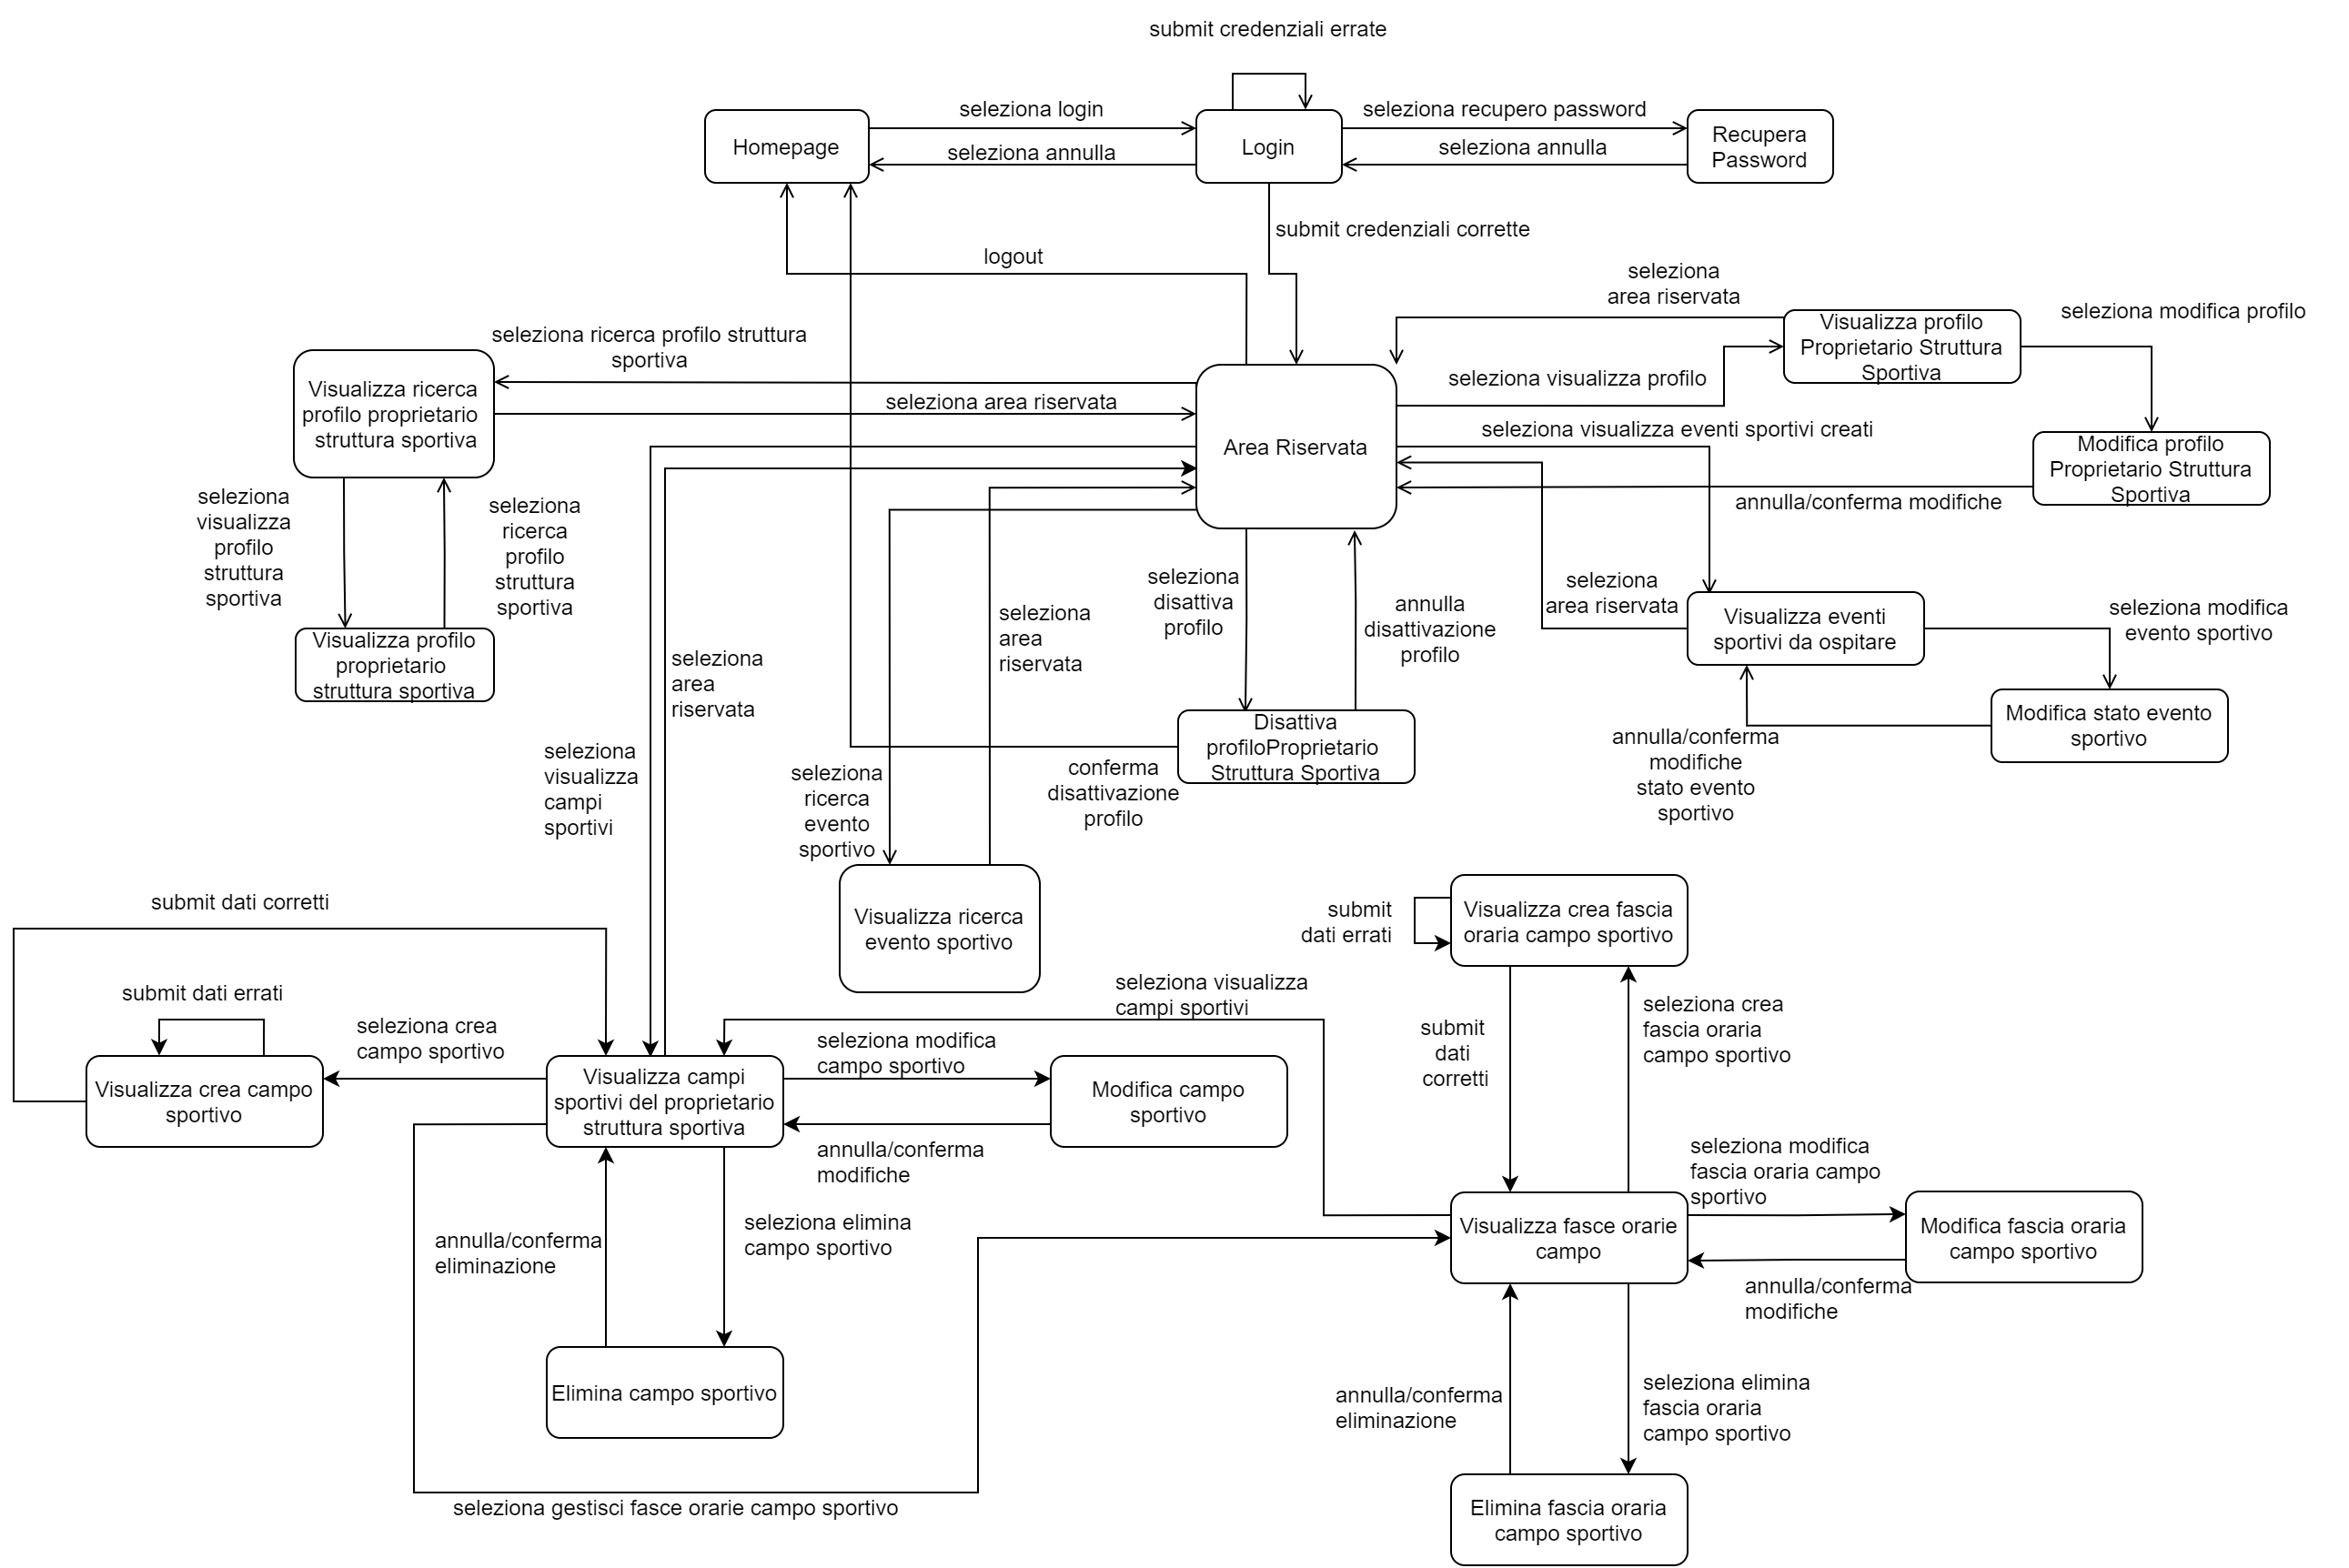 submit credenziali errate
Homepage
seleziona login
seleziona annulla
Login
seleziona recupero password
seleziona annulla
Recupera
Password
submit credenziali corrette
logout
seleziona
area riservata
Visualizza profilo
Proprietario Struttura
Sportiva
seleziona modifica profilo
seleziona ricerca profilo struttura
sportiva
Visualizza ricerca
profilo proprietario
struttura sportiva
seleziona area riservata
Area Riservata
seleziona visualizza profilo
seleziona visualizza eventi sportivi creati
Modifica profilo
Proprietario Struttura
Sportiva
annulla/conferma modifiche
seleziona
visualizza
profilo
struttura
sportiva
seleziona
ricerca
profilo
struttura
sportiva
Visualizza profilo
proprietario
struttura sportiva
seleziona
area
riservata
seleziona
area
riservata
seleziona
disattiva
profilo
annulla
disattivazione
profilo
seleziona
area riservata
Visualizza eventi
sportivi da ospitare
seleziona modifica
evento sportivo
Modifica stato evento
sportivo
annulla/conferma
modifiche
stato evento
sportivo
Disattiva
profiloProprietario
Struttura Sportiva
conferma
disattivazione
profilo
seleziona
visualizza
campi
sportivi
seleziona
ricerca
evento
sportivo
Visualizza ricerca
evento sportivo
submit dati corretti
submit dati errati
Visualizza crea campo
sportivo
seleziona crea
campo sportivo
Visualizza campi
sportivi del proprietario
struttura sportiva
seleziona modifica
campo sportivo
Modifica campo
sportivo
annulla/conferma
modifiche
seleziona visualizza
campi sportivi
submit
dati errati
Visualizza crea fascia
oraria campo sportivo
submit
dati
corretti
seleziona crea
fascia oraria
campo sportivo
seleziona modifica
fascia oraria campo
sportivo
Visualizza fasce orarie
campo
Modifica fascia oraria
campo sportivo
annulla/conferma
modifiche
annulla/conferma
eliminazione
seleziona elimina
campo sportivo
Elimina campo sportivo
seleziona gestisci fasce orarie campo sportivo
annulla/conferma
eliminazione
seleziona elimina
fascia oraria
campo sportivo
Elimina fascia oraria
campo sportivo